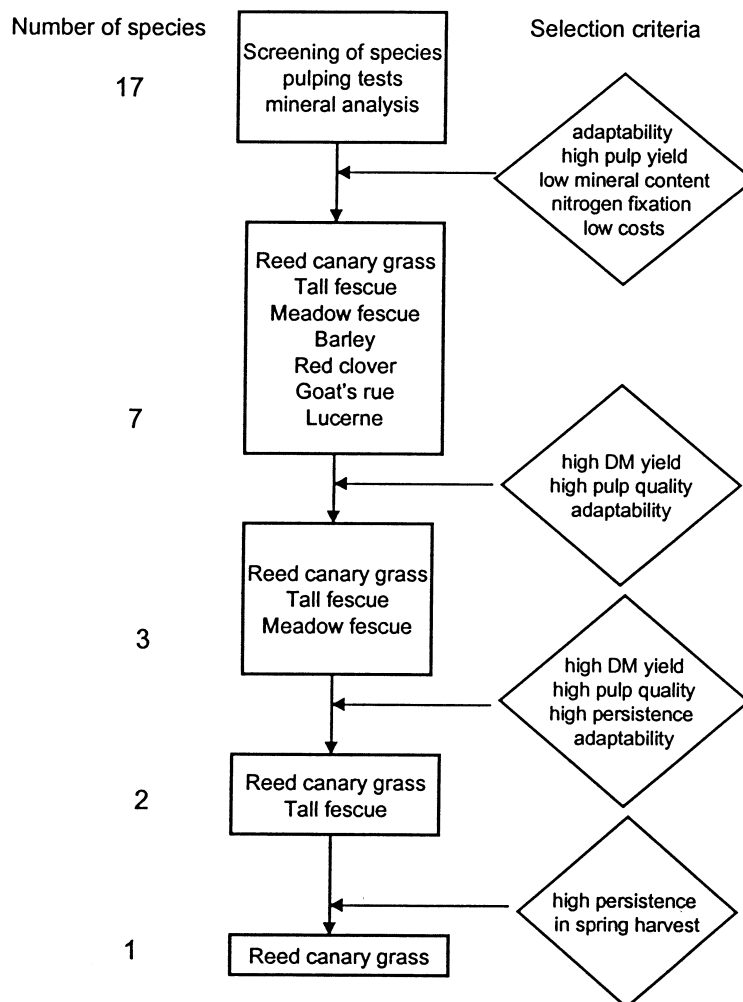 Number of species
Selection criteria
17
Screening of species
pulping tests
mineral analysis
adaptability
high pulp yield
low mineral content
nitrogen fixation
low costs
7
Reed canary grass
Tall fescue
Meadow fescue
Barley
Red clover
Goat's rue
Lucerne
high DM yield
high pulp quality
adaptability
3
Reed canary grass
Tall fescue
Meadow fescue
high DM yield
high pulp quality
high persistence
adaptability
2
Reed canary grass
Tall fescue
high persistence
in spring harvest
1
Reed canary grass